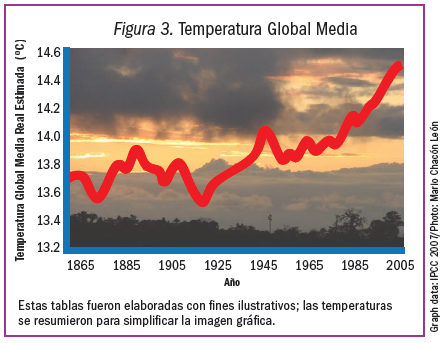 Figura 3. Temperatura Global Media
Temperatura Global Media Real Estimada (ºC)
14.6
14.4
14.2
14.0
13.8
13.6
13.4
13.2
1865 1885 1905 1925 1945 1965 1985 2005
Año
Estas tablas fueron elaboradas con fines ilustrativos; las temperaturas
se resumieron para simplificar la imagen gráfica.
Graph data: IPCC 2007/Photo: Mario Chacón León